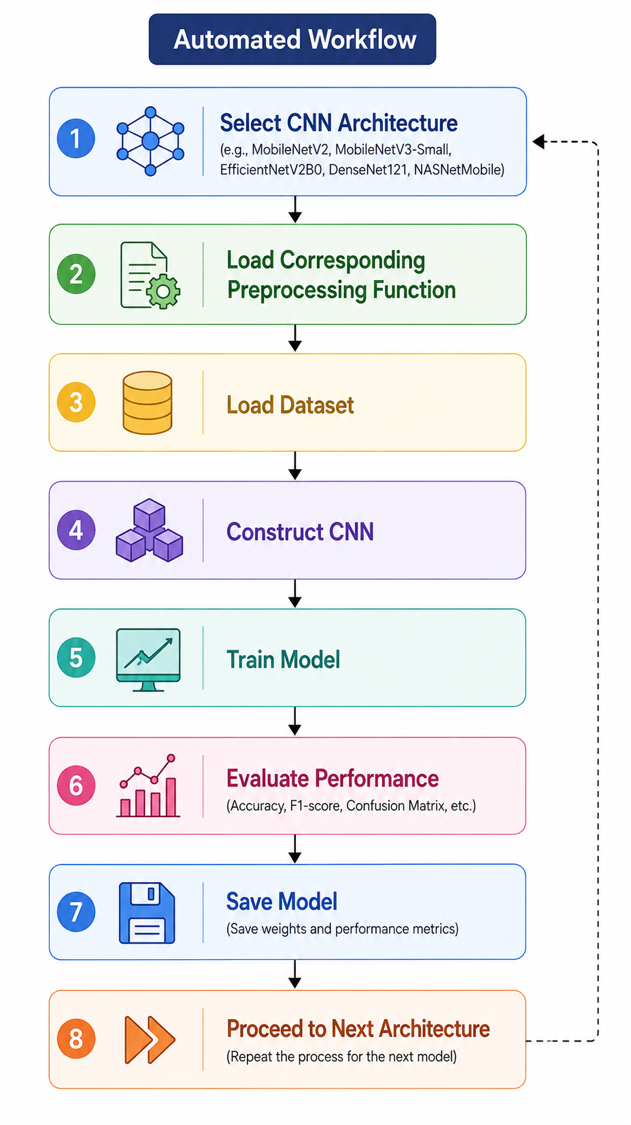 Automated Workflow
1
Select CNN Architecture
(e.g., MobileNetV2, MobileNetV3-Small,
EfficientNetV2B0, DenseNet121, NASNetMobile)
2
Load Corresponding
Preprocessing Function
3
Load Dataset
4
Construct CNN
5
Train Model
6
Evaluate Performance
(Accuracy, F1-score, Confusion Matrix, etc.)
7
Save Model
(Save weights and performance metrics)
8
Proceed to Next Architecture
(Repeat the process for the next model)